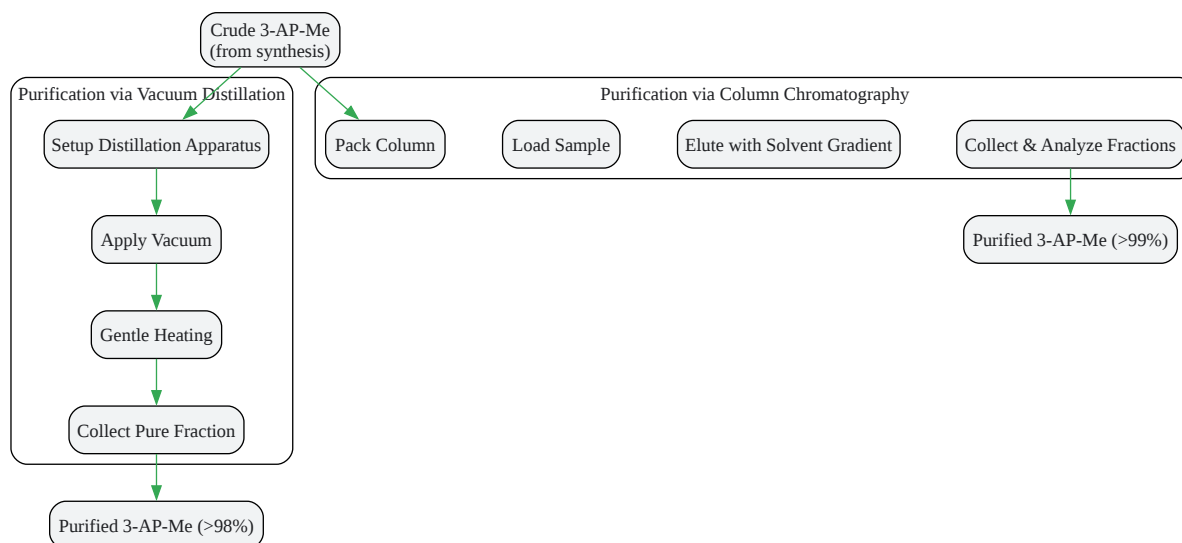 Crude 3-AP-Me
(from synthesis)
Purification via Vacuum Distillation
Setup Distillation Apparatus
Apply Vacuum
Gentle Heating
Collect Pure Fraction
Purified 3-AP-Me (>98%)
Purification via Column Chromatography
Pack Column
Load Sample
Elute with Solvent Gradient
Collect & Analyze Fractions
Purified 3-AP-Me (>99%)